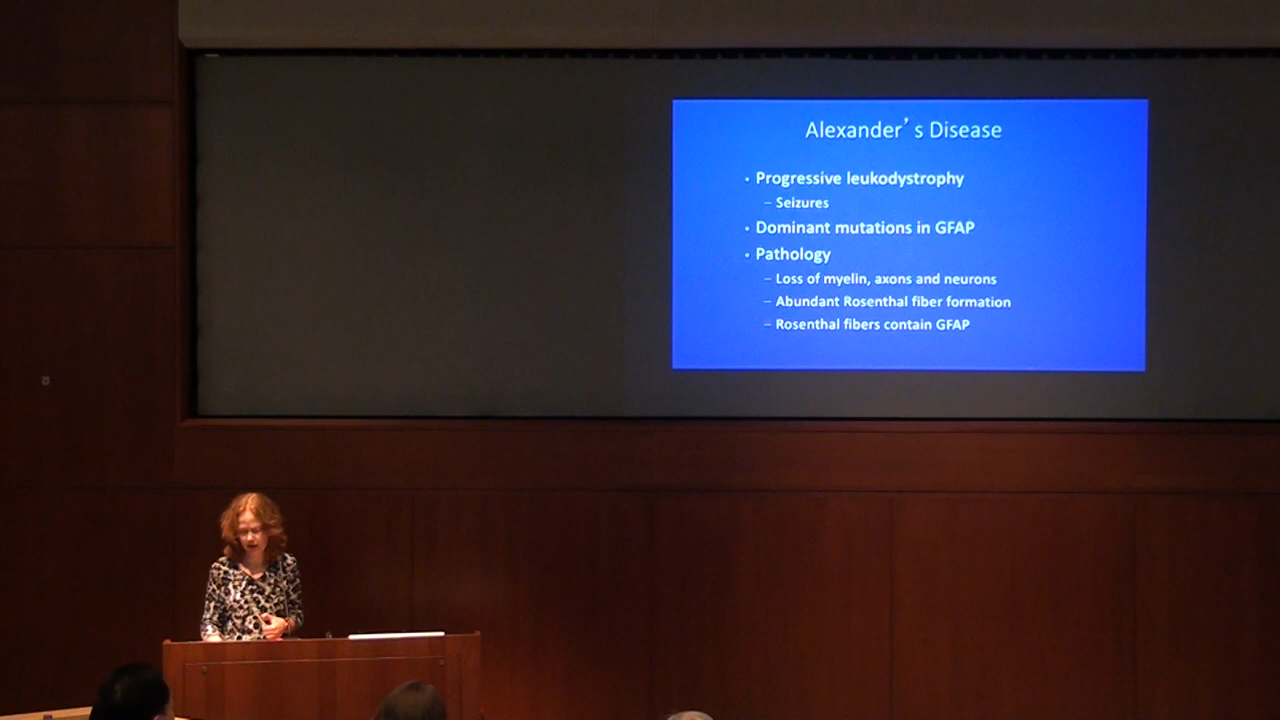 Alexander’s Disease
• Progressive leukodystrophy
– Seizures
• Dominant mutations in GFAP
• Pathology
– Loss of myelin, axons and neurons
– Abundant Rosenthal fiber formation
– Rosenthal fibers contain GFAP